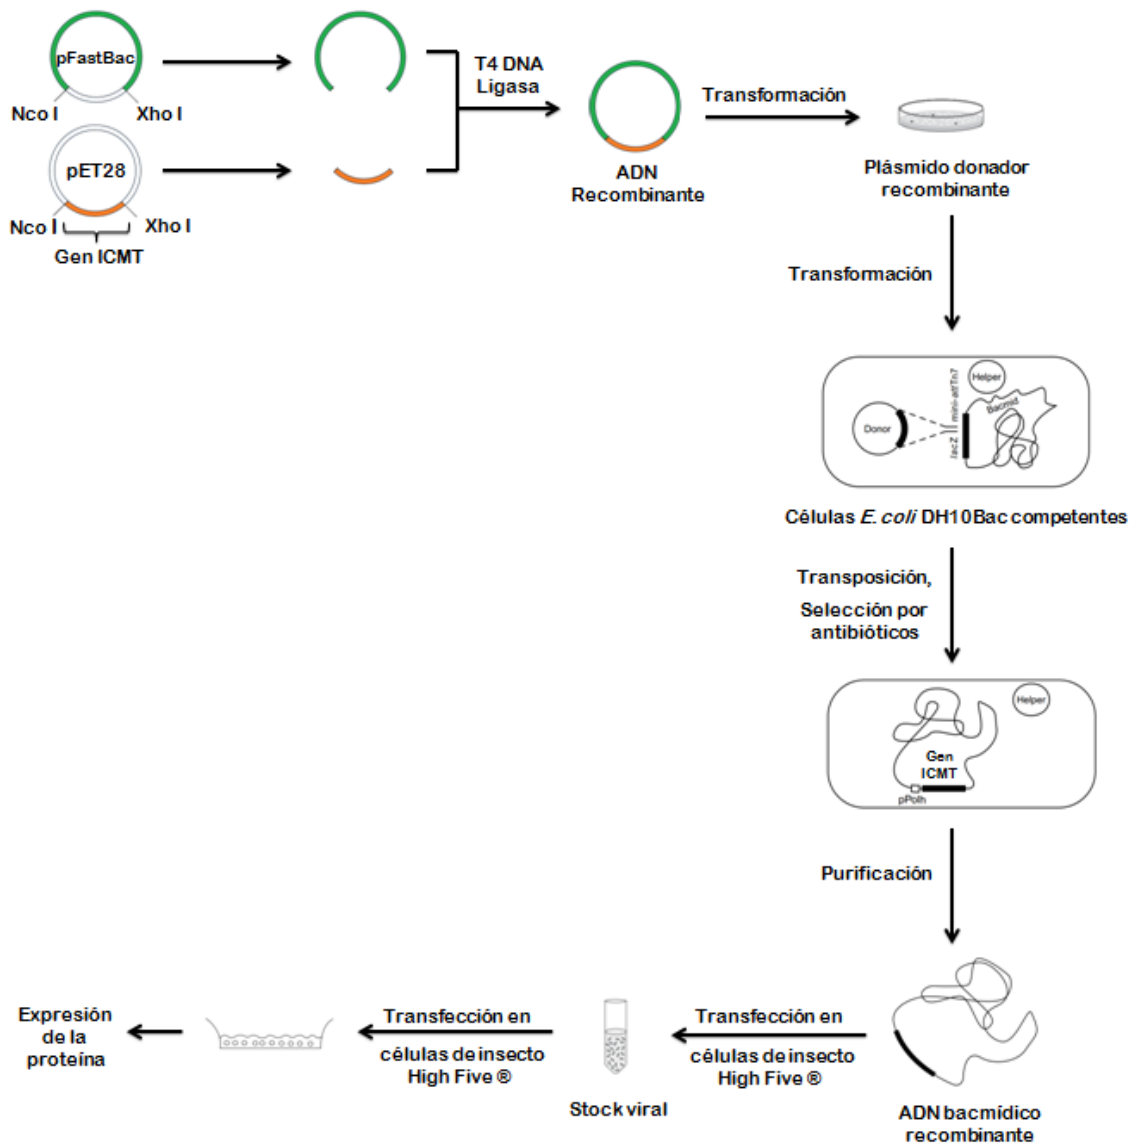 pFastBac
Nco I
Xho I
pET28
Nco I
Xho I
Gen ICMT
T4 DNA
Ligasa
ADN
Recombinante
Transformación
Plásmido donador
recombinante
Transformación
Donor
lacZ
mini-attTn7
Helper
Bacmid
Células E. coli DH10Bac competentes
Transposición,
Selección por
antibióticos
Helper
Gen
ICMT
pPolh
Purificación
ADN bacmídico
recombinante
Transfección en
células de insecto
High Five ®
Stock viral
Transfección en
células de insecto
High Five ®
Expresión
de la
proteína